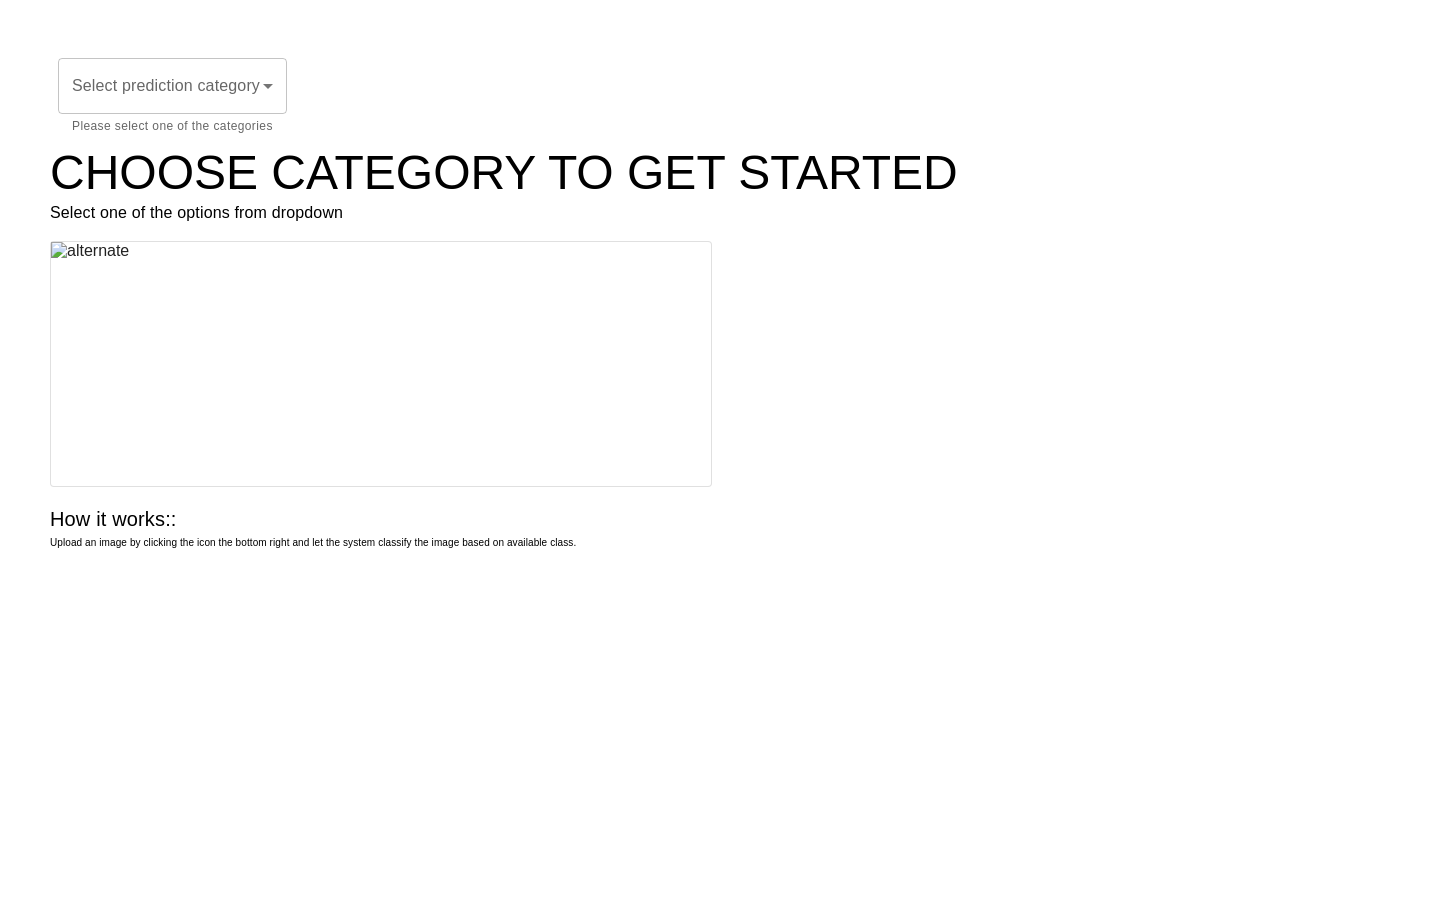 Select prediction category
Please select one of the categories
CHOOSE CATEGORY TO GET STARTED
Select one of the options from dropdown
alternate
How it works::
Upload an image by clicking the icon the bottom right and let the system classify the image based on available class.